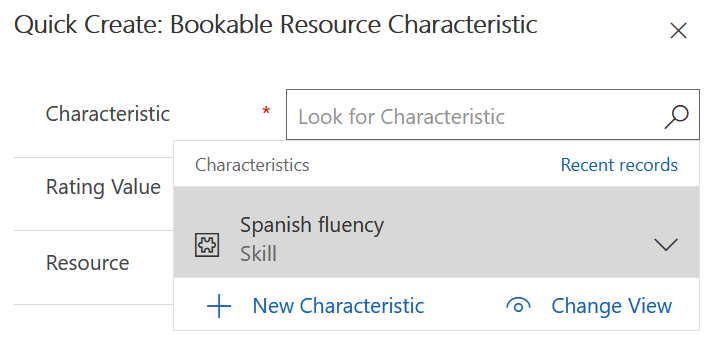 Quick Create: Bookable Resource Characteristic
Characteristic * Look for Characteristic
Characteristics Recent records
Rating Value
Spanish fluency
Skill
Resource
New Characteristic Change View